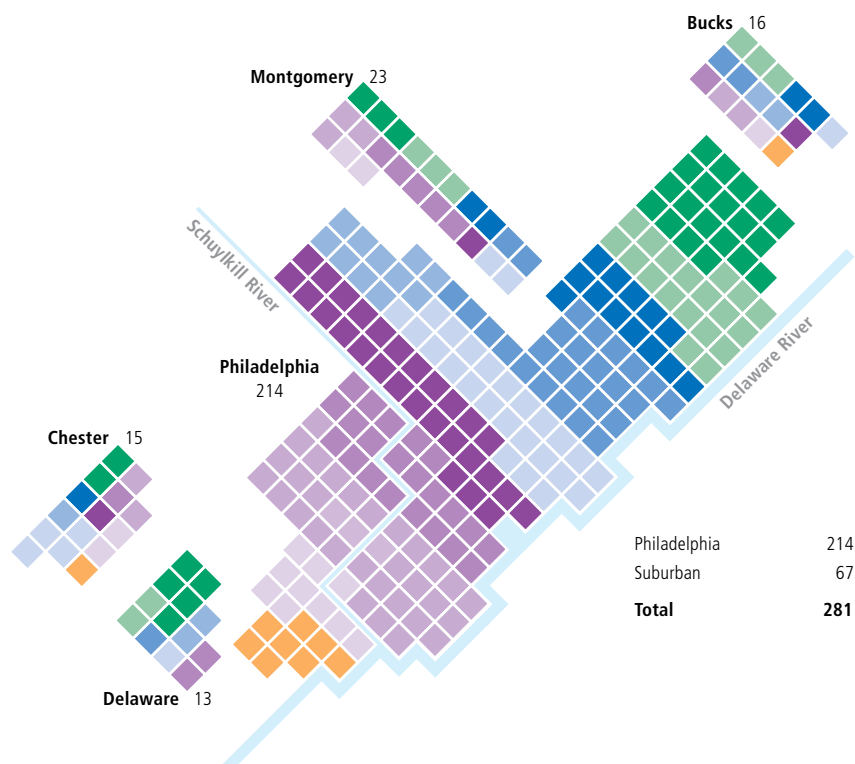 Bucks 16
Montgomery 23
Schuylkill River
Philadelphia
214
Delaware River
Chester 15
Philadelphia 214
Suburban 67
Total 281
Delaware 13